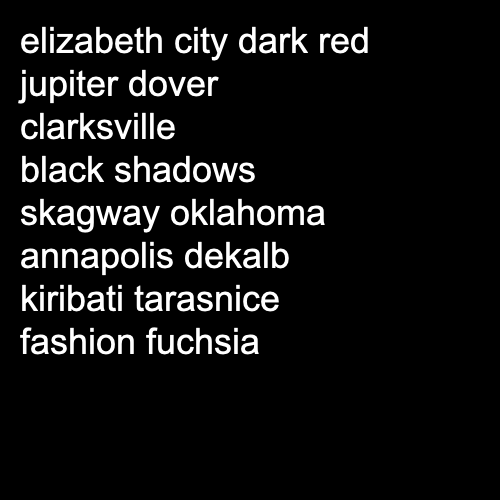 elizabeth city dark red
jupiter dover
clarksville
black shadows
skagway oklahoma
annapolis dekalb
kiribati tarasnice
fashion fuchsia